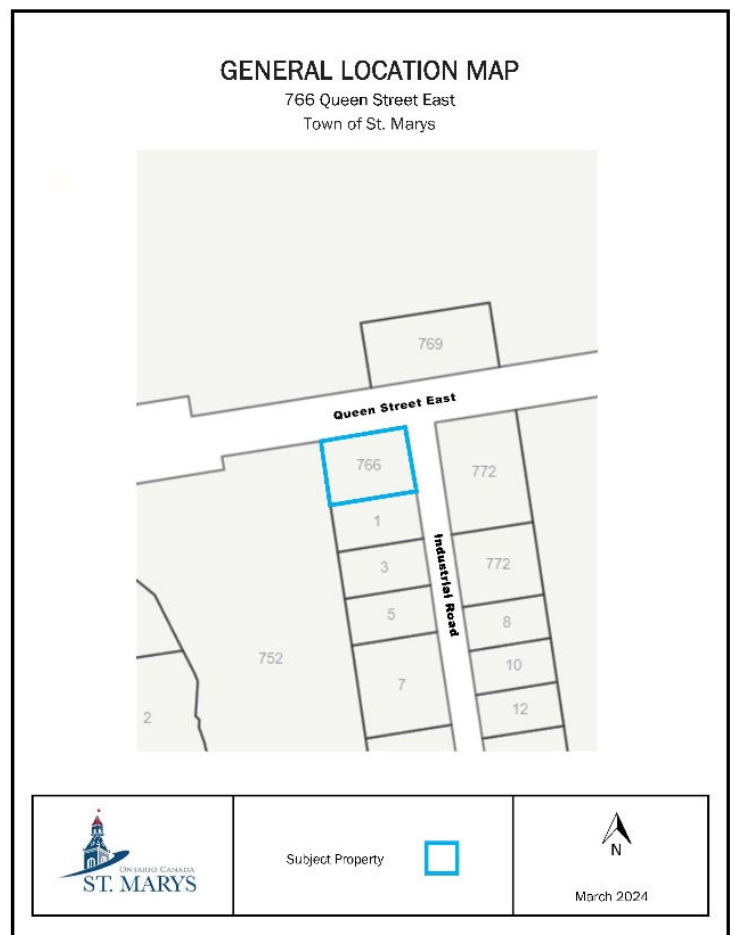 GENERAL LOCATION MAP
766 Queen Street East
Town of St. Marys
769
Queen Street East
766
772
1
Industrial Road
3
772
5
8
752
10
7
2
12
ONTARIO CANADA
ST. MARYS
Subject Property
N
March 2024